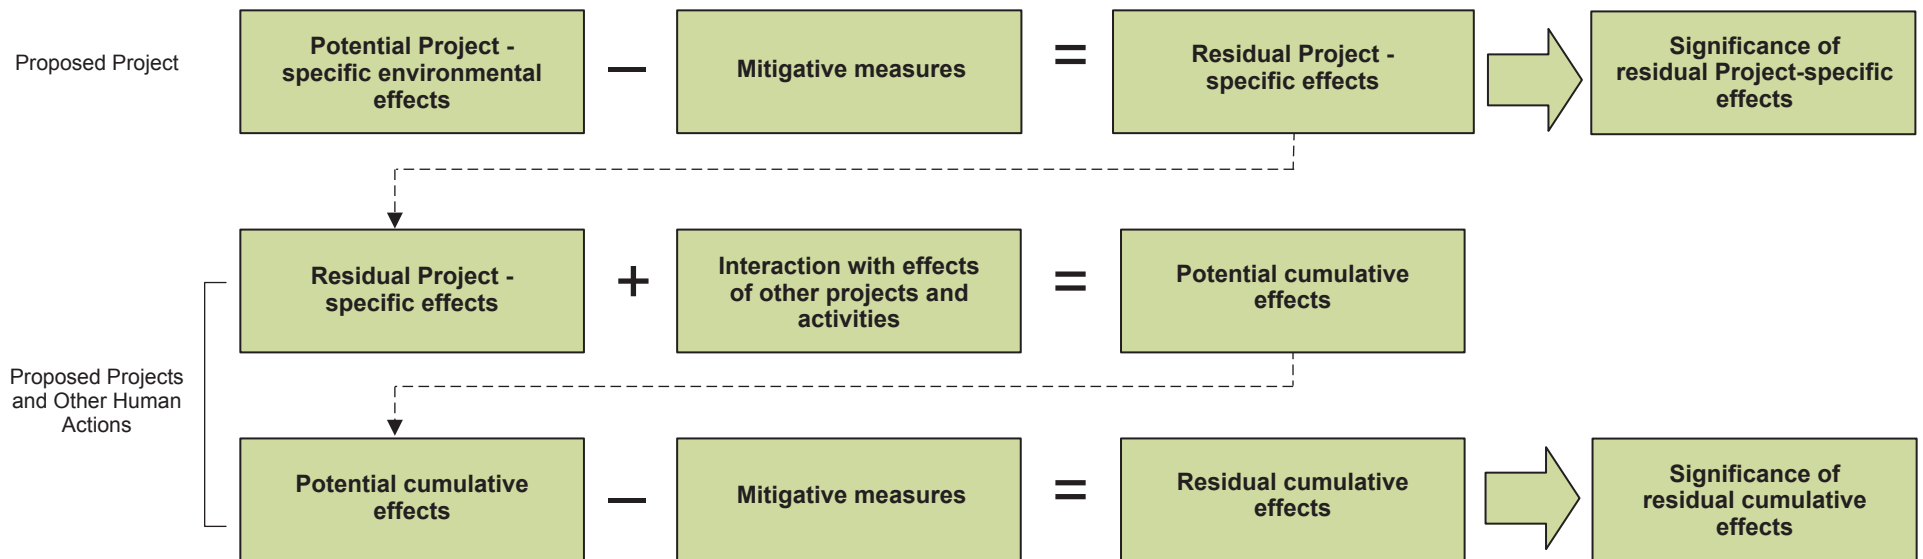 Proposed Project
Potential Project -
specific environmental
effects
—
Mitigative measures
=
Residual Project -
specific effects
Significance of
residual Project-specific
effects
Proposed Projects
and Other Human
Actions
Residual Project -
specific effects
+
Interaction with effects
of other projects and
activities
=
Potential cumulative
effects
Potential cumulative
effects
—
Mitigative measures
=
Residual cumulative
effects
Significance of
residual cumulative
effects